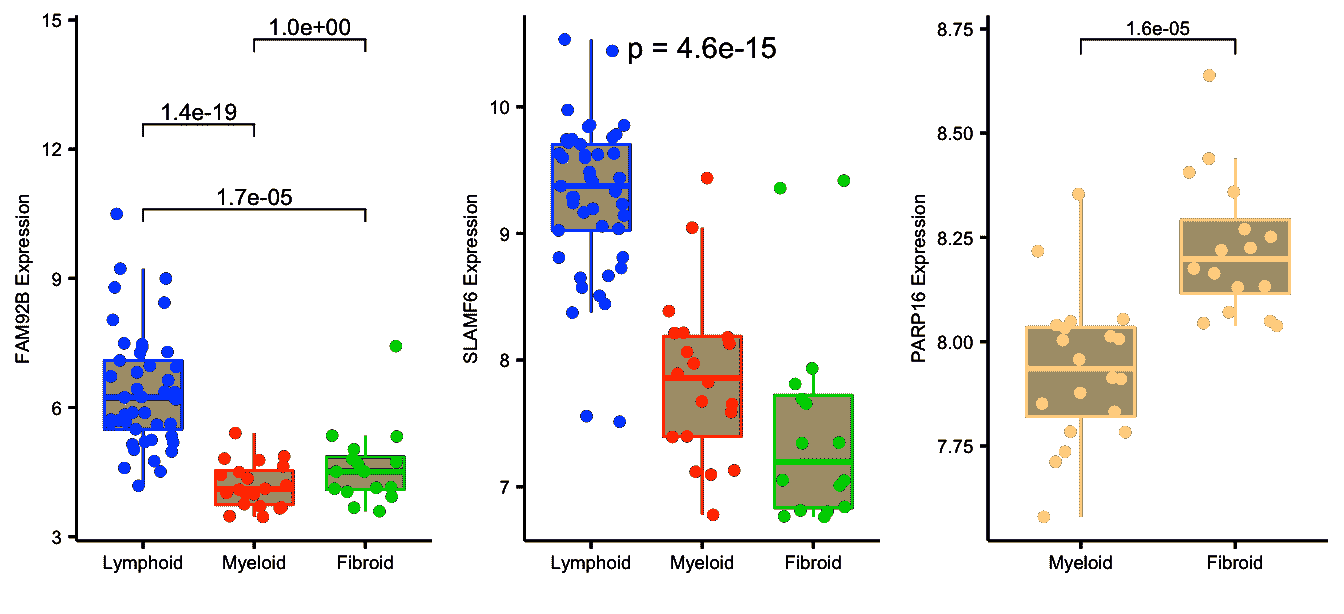 FAM92B Expression
15
12
9
6
3
1.0e+00
1.4e-19
1.7e-05
Lymphoid
Myeloid
Fibroid
SLAMF6 Expression
10
9
8
7
p = 4.6e-15
Lymphoid
Myeloid
Fibroid
PARP16 Expression
8.75
8.50
8.25
8.00
7.75
1.6e-05
Myeloid
Fibroid